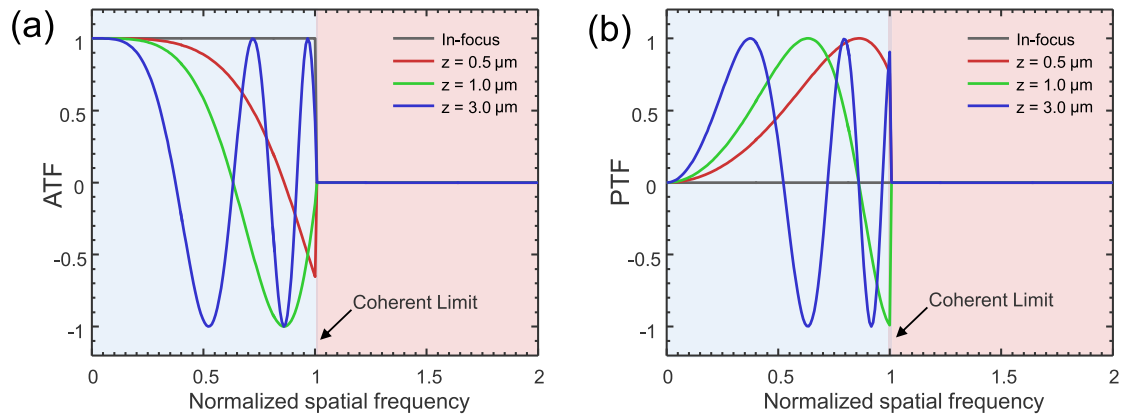 (a)
ATF
1
0.5
0
-0.5
-1
In-focus
z = 0.5 µm
z = 1.0 µm
z = 3.0 µm
Coherent Limit
0 0.5 1 1.5 2
Normalized spatial frequency
(b)
PTF
1
0.5
0
-0.5
-1
In-focus
z = 0.5 µm
z = 1.0 µm
z = 3.0 µm
Coherent Limit
0 0.5 1 1.5 2
Normalized spatial frequency